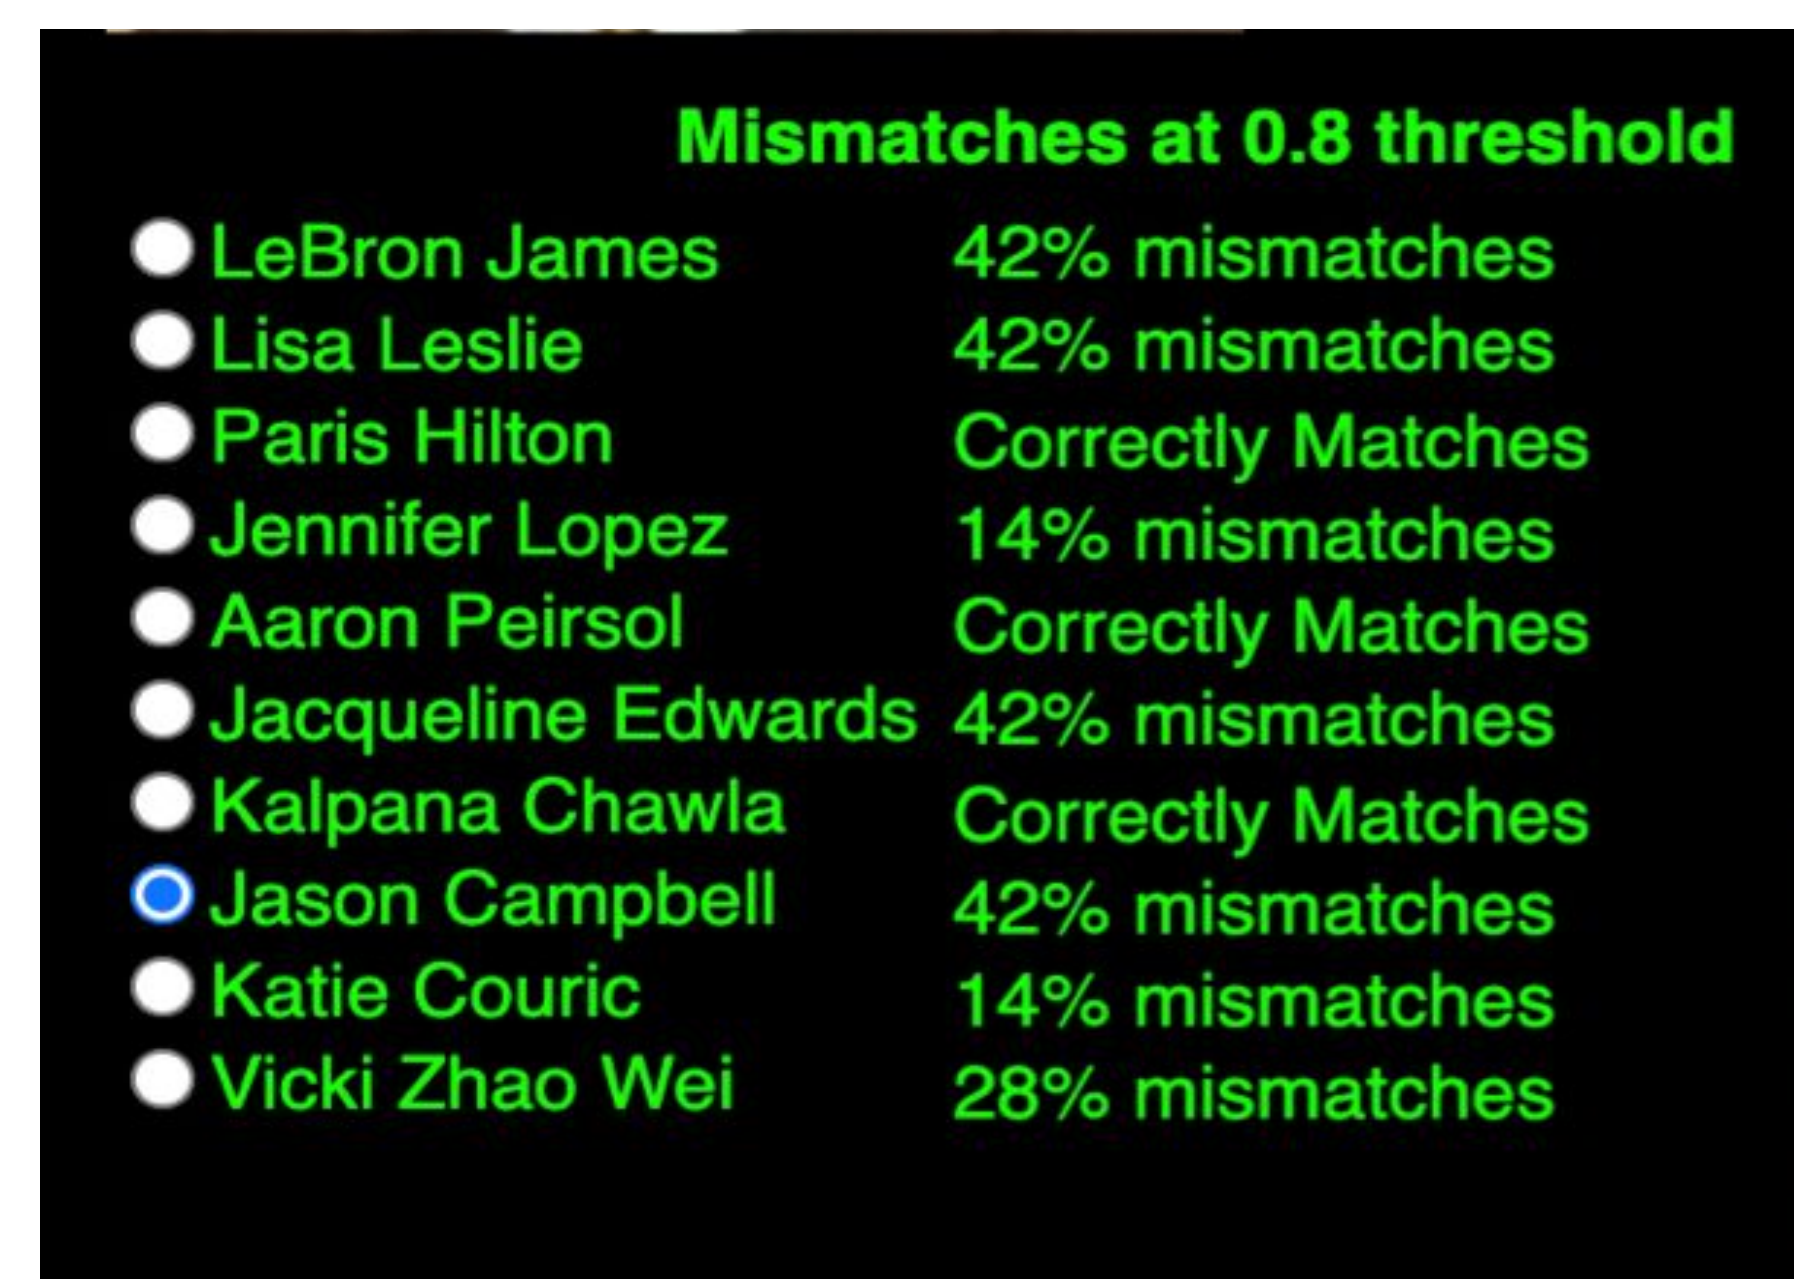 Mismatches at 0.8 threshold
LeBron James 42% mismatches
Lisa Leslie 42% mismatches
Paris Hilton Correctly Matches
Jennifer Lopez 14% mismatches
Aaron Peirsol Correctly Matches
Jacqueline Edwards 42% mismatches
Kalpana Chawla Correctly Matches
Jason Campbell 42% mismatches
Katie Couric 14% mismatches
Vicki Zhao Wei 28% mismatches